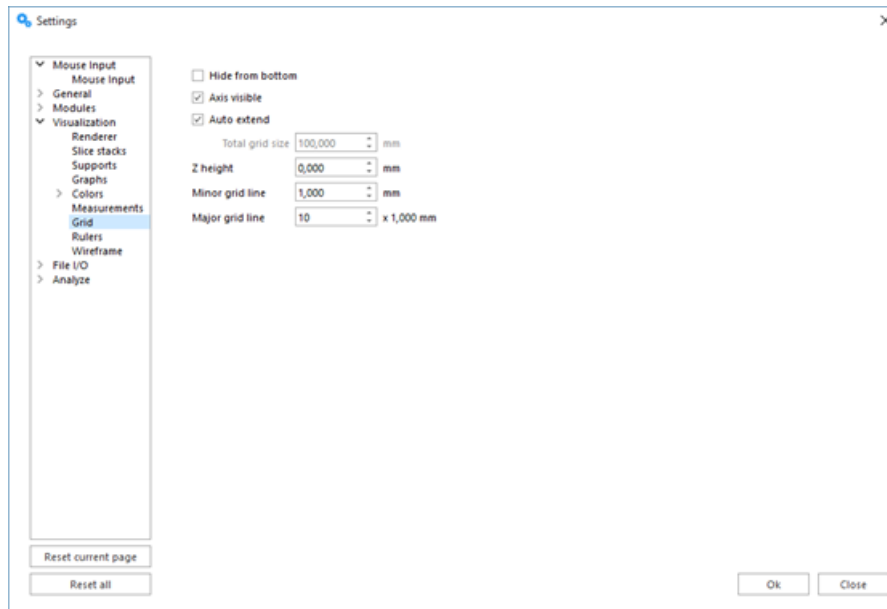 Settings
Mouse Input
Mouse Input
General
Modules
Visualization
Renderer
Slice stacks
Supports
Graphs
Colors
Measurements
Grid
Rulers
Wireframe
File I/O
Analyze
Hide from bottom
Axis visible
Auto extend
Total grid size 100,000 mm
Z height 0,000 mm
Minor grid line 1,000 mm
Major grid line 10 x 1,000 mm
Reset current page
Reset all
Ok Close